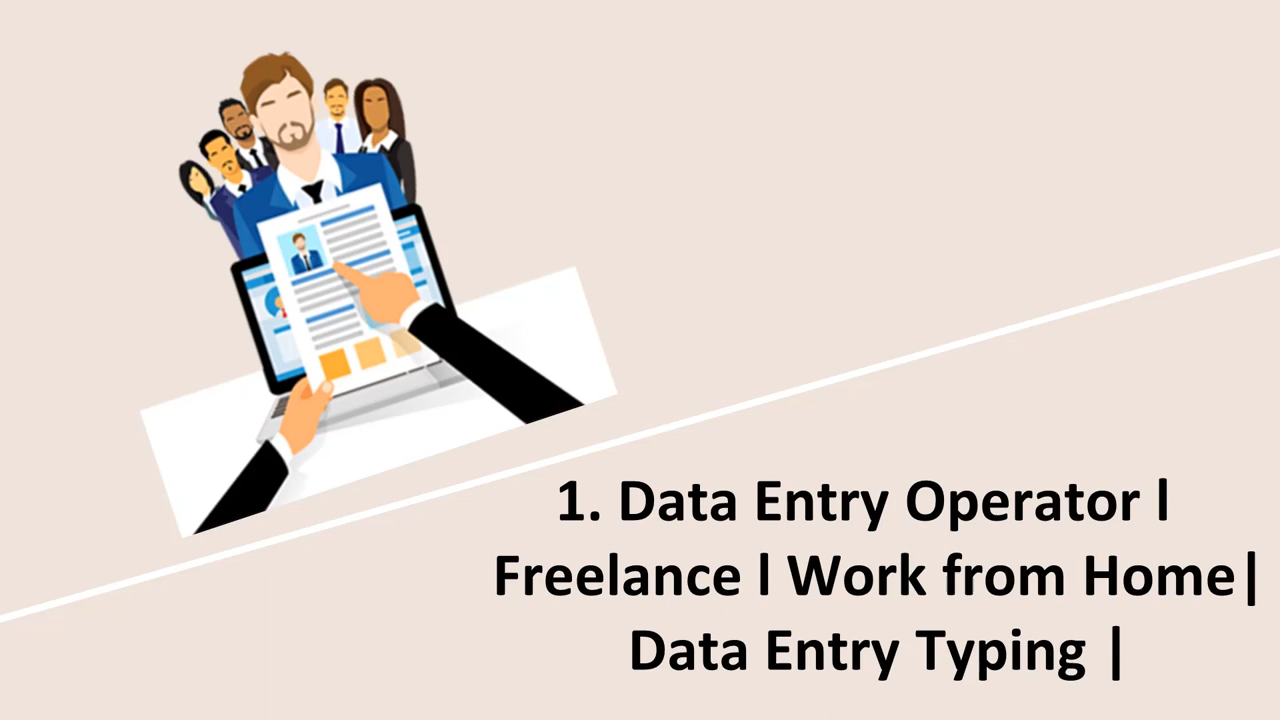 1. Data Entry Operator l
Freelance l Work from Home|
Data Entry Typing |